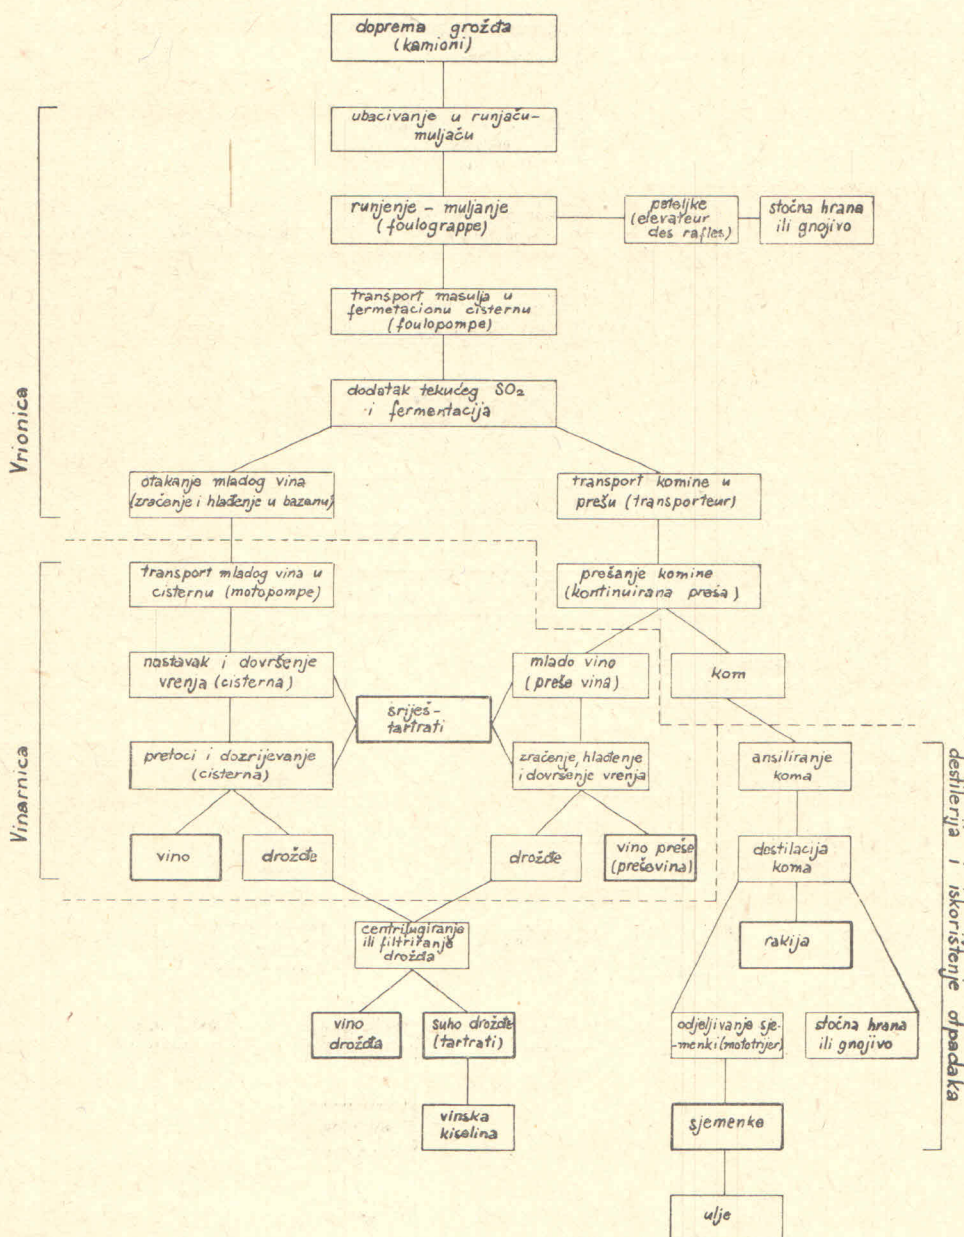 doprema grožđa
(kamioni)
ubacivanje u runjaču-
muljaču
runjenje - muljanje
(foulograppe)
peteljke
(elevateur
des rafles)
stočna hrana
ili gnojivo
transport masulja u
fermetacionu cisternu
(foulopompe)
dodatak tekućeg SO₂
i fermentacija
Vrionica
otakanje mladog vina
(zračenje i hlađenje u bazenu)
transport komine u
prešu (transporteur)
transport mladog vina u
cisternu (motopompe)
prešanje komine
(kontinuirana preša)
nastavak i dovršenje
vrenja (cisterna)
mlado vino
(preše vina)
kom
sriješ-
tartrati
Vinarnica
pretoci i dozrijevanje
(cisterna)
zračenje, hlađenje
i dovršenje vrenja
ansiliranje
koma
vino
drožđe
drožđe
vino preše
(prešovina)
destilacija
koma
destilerija i iskorištenje otpadaka
centrifugiranje
ili filtriranje
drožđa
rakija
vino
drožđa
suho drožđe
(tartrati)
odjeljivanje sje-
-menki (mototrijer)
stočna hrana
ili gnojivo
vinska
kiselina
sjemenke
ulje